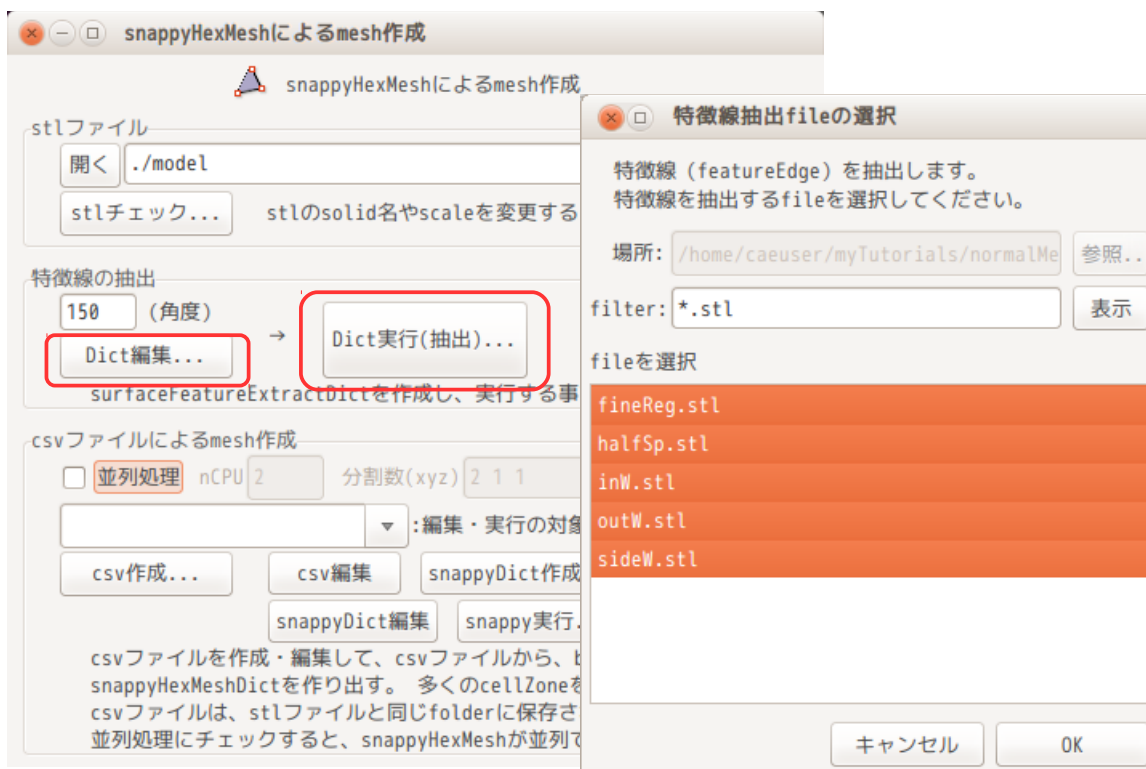 snappyHexMeshによるmesh作成
snappyHexMeshによるmesh作成
stlファイル
開く ./model
stlチェック... stlのsolid名やscaleを変更する
特徴線の抽出
150 (角度)
→
Dict編集... Dict実行(抽出)...
surfaceFeatureExtractDictを作成し、実行する事
csvファイルによるmesh作成
並列処理 nCPU 2 分割数(xyz) 2 1 1
:編集・実行の対象
csv作成... csv編集 snappyDict作成
snappyDict編集 snappy実行.
csvファイルを作成・編集して、csvファイルから、
snappyHexMeshDictを作り出す。 多くのcellZoneを
csvファイルは、stlファイルと同じfolderに保存さ
並列処理にチェックすると、snappyHexMeshが並列で
特徴線抽出fileの選択
特徴線 (featureEdge) を抽出します。
特徴線を抽出するfileを選択してください。
場所: /home/caeuser/myTutorials/normalMe 参照..
filter: *.stl 表示
fileを選択
fineReg.stl
halfSp.stl
inW.stl
outW.stl
sideW.stl
キャンセル OK